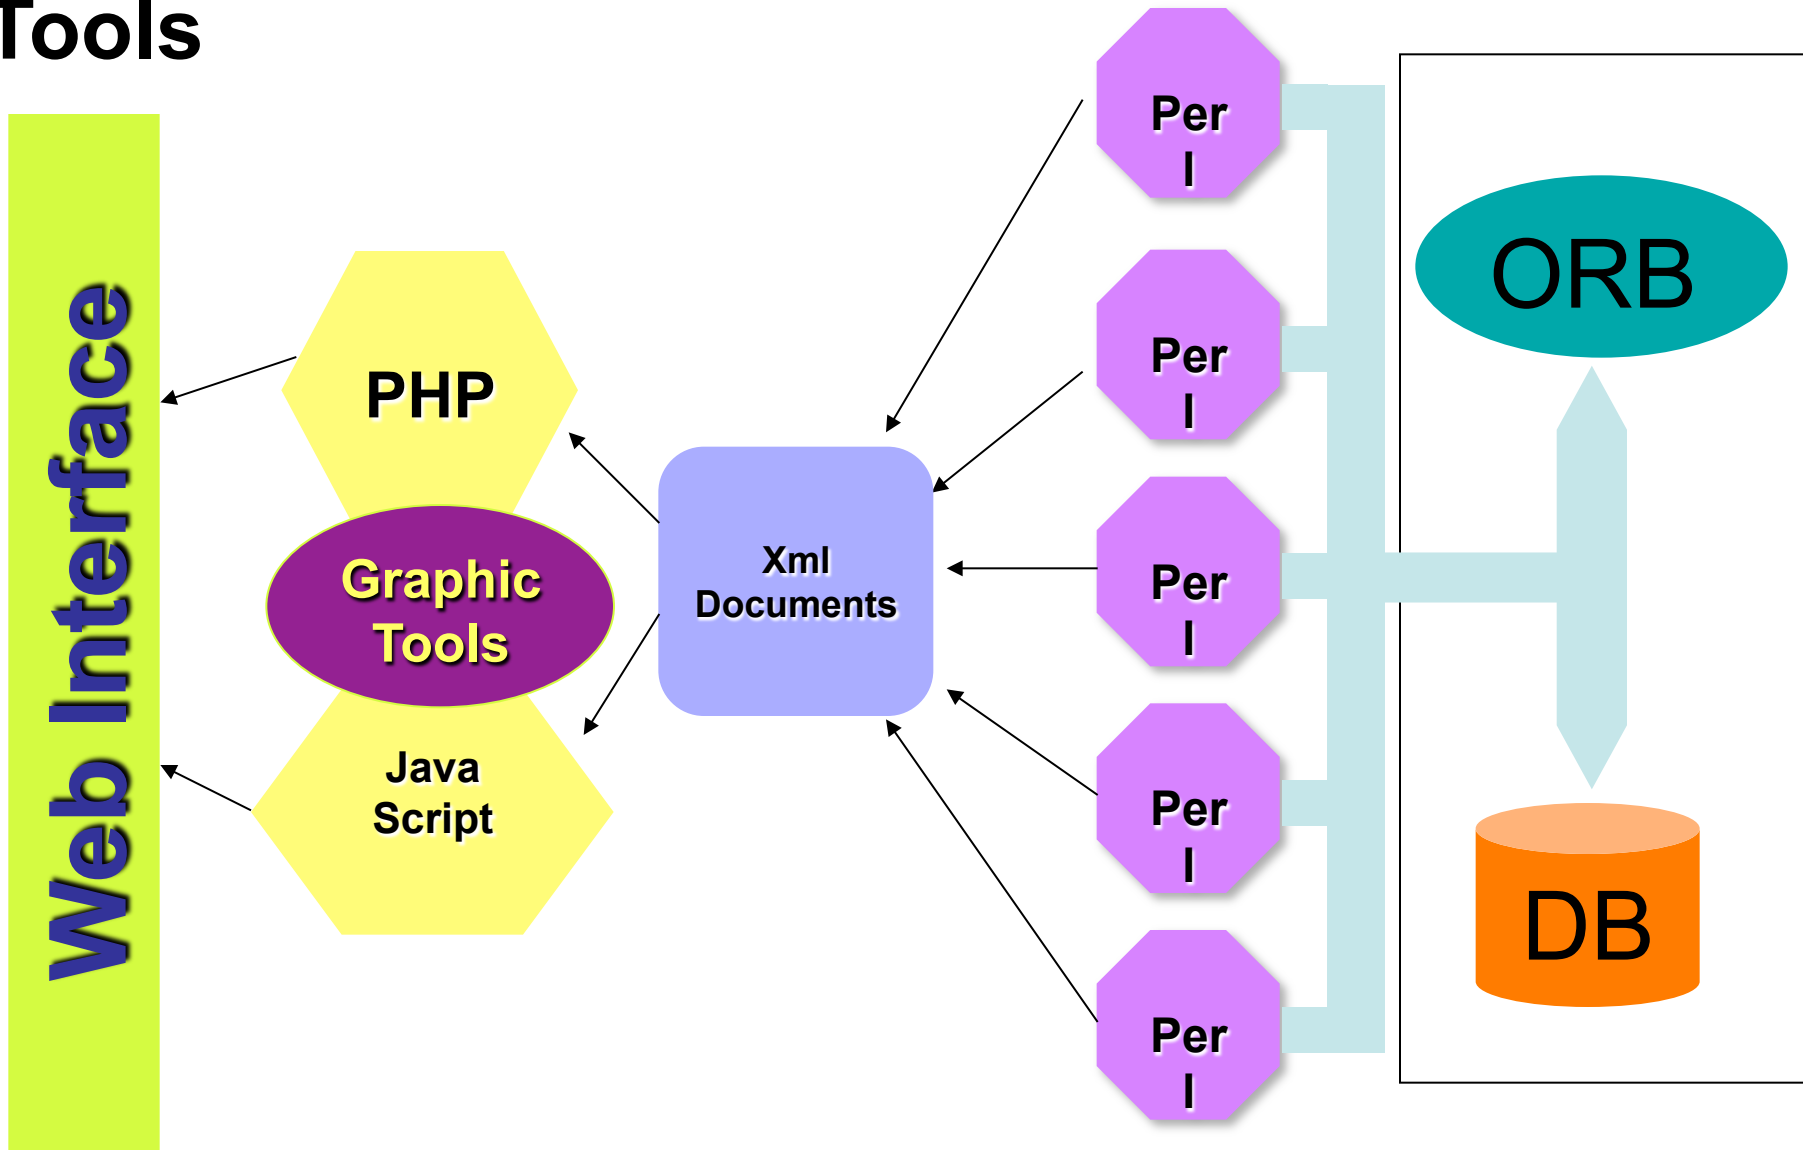 Tools
Web Interface
PHP
Graphic
Tools
Java
Script
Xml
Documents
Per
l
Per
l
Per
l
Per
l
Per
l
ORB
DB